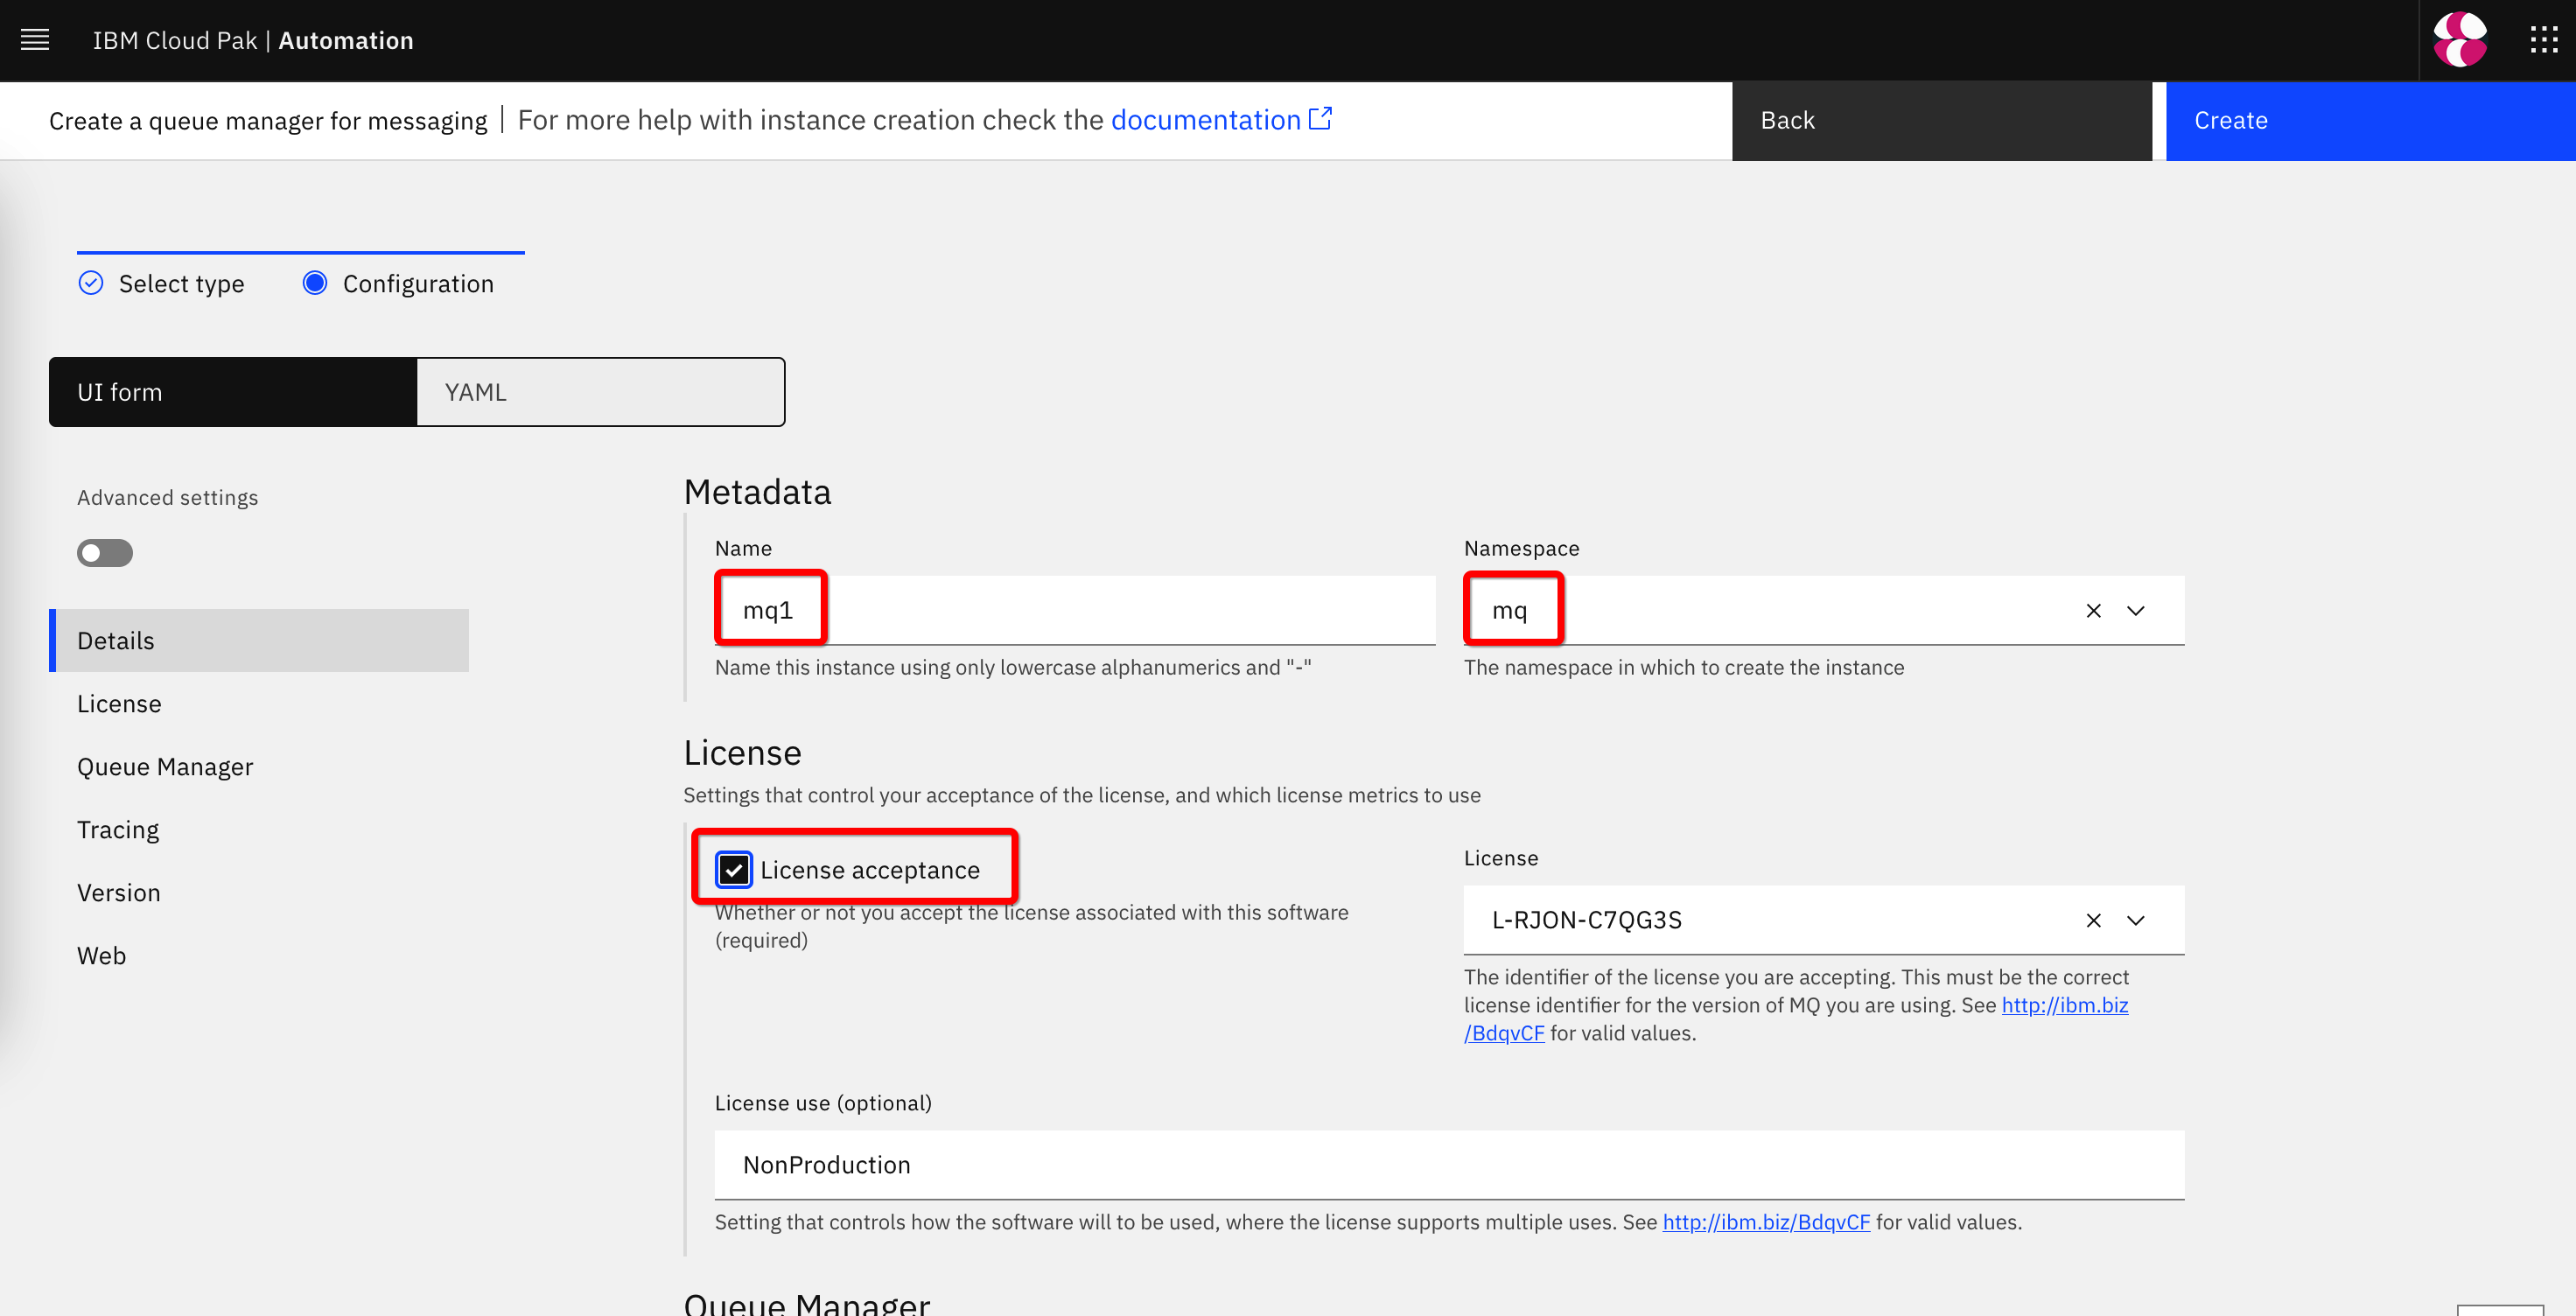 IBM Cloud Pak | Automation
Create a queue manager for messaging
For more help with instance creation check the documentation
Back
Create
Select type
Configuration
UI form
YAML
Advanced settings
Details
License
Queue Manager
Tracing
Version
Web
Metadata
Name
mq1
Name this instance using only lowercase alphanumerics and "-"
Namespace
mq
The namespace in which to create the instance
License
Settings that control your acceptance of the license, and which license metrics to use
License acceptance
Whether or not you accept the license associated with this software
(required)
License
L-RJON-C7QG3S
The identifier of the license you are accepting. This must be the correct
license identifier for the version of MQ you are using. See http://ibm.biz
/BdqvCF for valid values.
License use (optional)
NonProduction
Setting that controls how the software will to be used, where the license supports multiple uses. See http://ibm.biz/BdqvCF for valid values.
Queue Manager